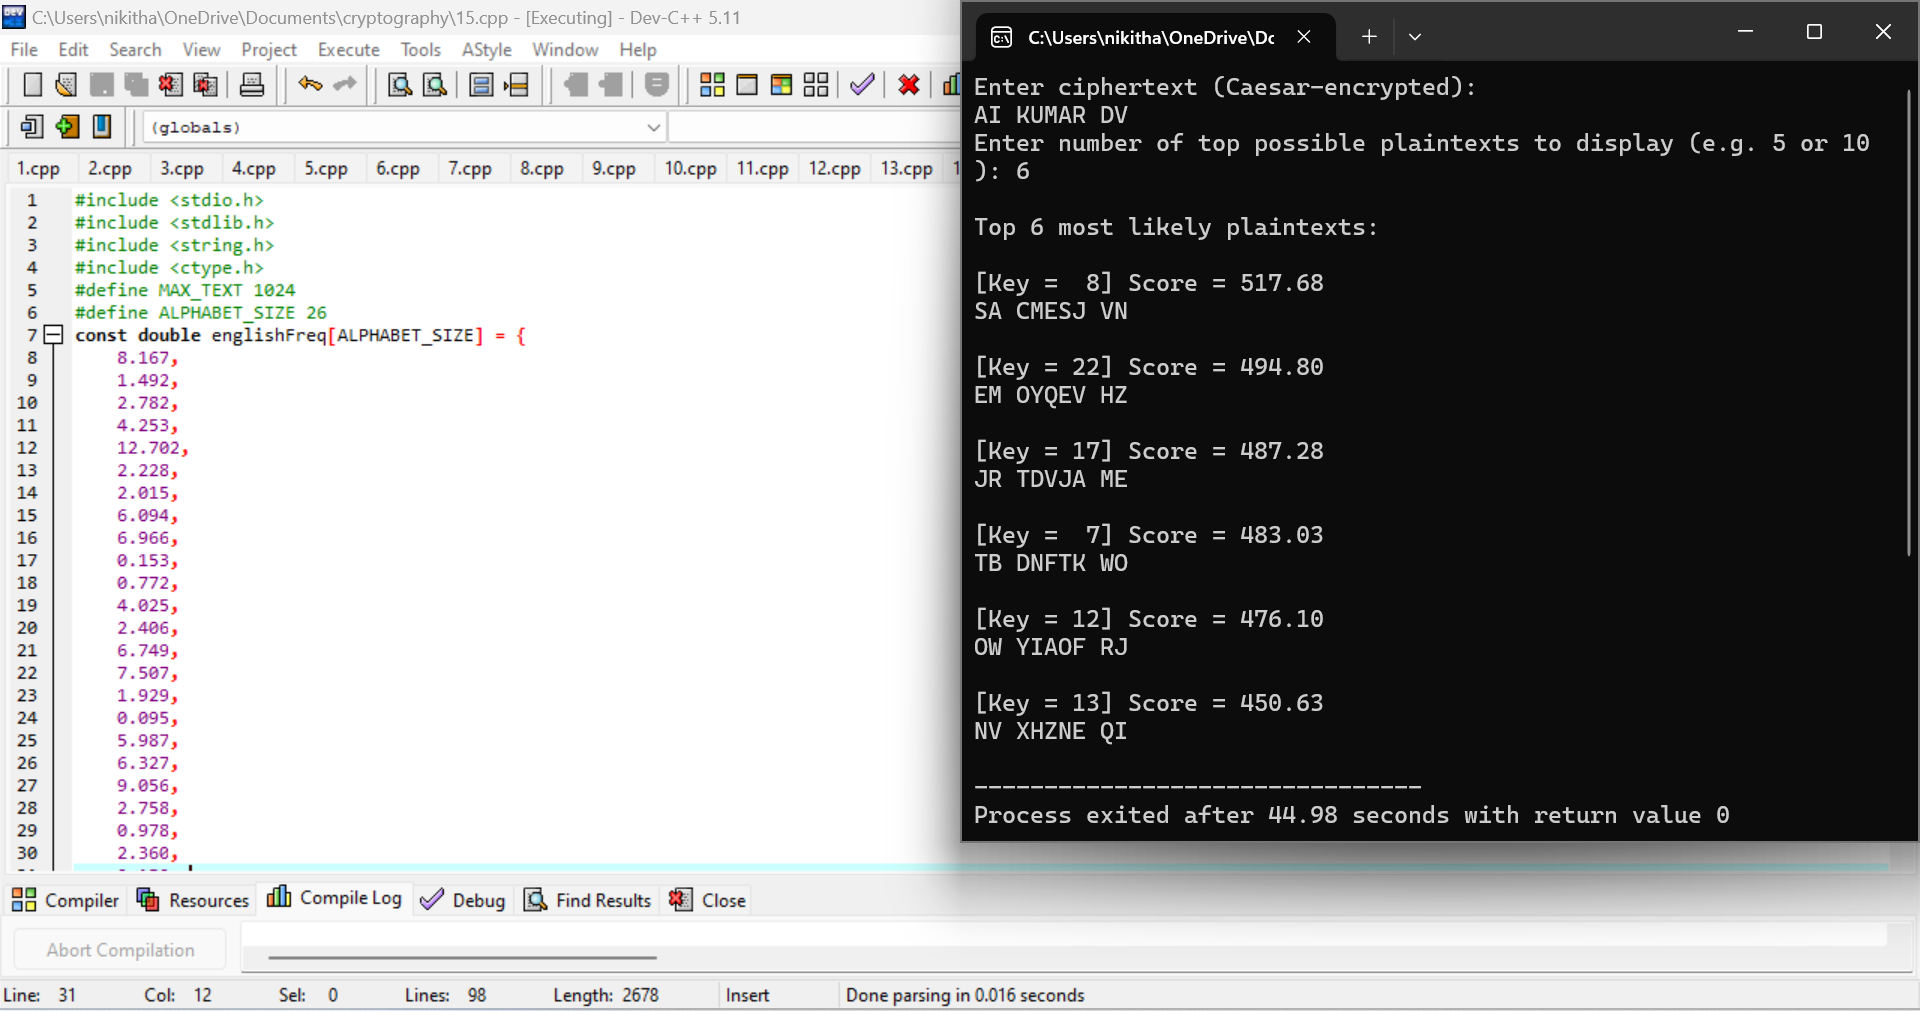 C:\Users\nikitha\OneDrive\Documents\cryptography\15.cpp - [Executing] - Dev-C++ 5.11
File Edit Search View Project Execute Tools AStyle Window Help
(globals)
1.cpp 2.cpp 3.cpp 4.cpp 5.cpp 6.cpp 7.cpp 8.cpp 9.cpp 10.cpp 11.cpp 12.cpp 13.cpp
1 #include <stdio.h>
2 #include <stdlib.h>
3 #include <string.h>
4 #include <ctype.h>
5 #define MAX_TEXT 1024
6 #define ALPHABET_SIZE 26
7 const double englishFreq[ALPHABET_SIZE] = {
8 8.167,
9 1.492,
10 2.782,
11 4.253,
12 12.702,
13 2.228,
14 2.015,
15 6.094,
16 6.966,
17 0.153,
18 0.772,
19 4.025,
20 2.406,
21 6.749,
22 7.507,
23 1.929,
24 0.095,
25 5.987,
26 6.327,
27 9.056,
28 2.758,
29 0.978,
30 2.360,
Compiler Resources Compile Log Debug Find Results Close
Abort Compilation
Line: 31 Col: 12 Sel: 0 Lines: 98 Length: 2678 Insert Done parsing in 0.016 seconds
C:\Users\nikitha\OneDrive\Dc
Enter ciphertext (Caesar-encrypted):
AI KUMAR DV
Enter number of top possible plaintexts to display (e.g. 5 or 10
): 6
Top 6 most likely plaintexts:
[Key =  8] Score = 517.68
SA CMESJ VN
[Key = 22] Score = 494.80
EM OYQEV HZ
[Key = 17] Score = 487.28
JR TDVJA ME
[Key =  7] Score = 483.03
TB DNFTK WO
[Key = 12] Score = 476.10
OW YIAOF RJ
[Key = 13] Score = 450.63
NV XHZNE QI
--------------------------------
Process exited after 44.98 seconds with return value 0